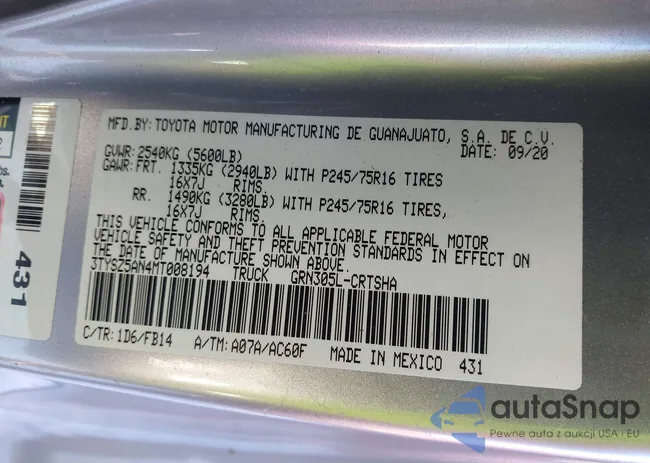 MFD.BY: TOYOTA MOTOR MANUFACTURING DE GUANAJUATO, S.A. DE C.V.
GVWR: 2540KG (5600LB) DATE: 09/20
GAWR: FRT. 1335KG (2940LB) WITH P245/75R16 TIRES
16X7J RIMS.
RR. 1490KG (3280LB) WITH P245/75R16 TIRES,
16X7J RIMS.
THIS VEHICLE CONFORMS TO ALL APPLICABLE FEDERAL MOTOR
VEHICLE SAFETY AND THEFT PREVENTION STANDARDS IN EFFECT ON
THE DATE OF MANUFACTURE SHOWN ABOVE.
3TYSZ5AN4MT008194 TRUCK GRN305L-CRTSHA
C/TR: 1D6/FB14 A/TM: A07A/AC60F MADE IN MEXICO 431
431
autaSnap
Pewne auta z aukcji USA i EU